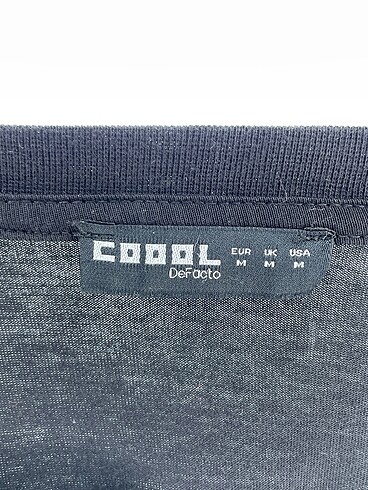 COOOL
DeFacto
EUR UK USA
M M M